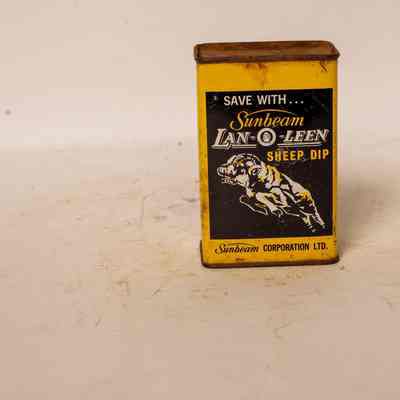 SAVE WITH...
Sunbeam
LAN-O-LEEN
SHEEP DIP
Sunbeam CORPORATION LTD.